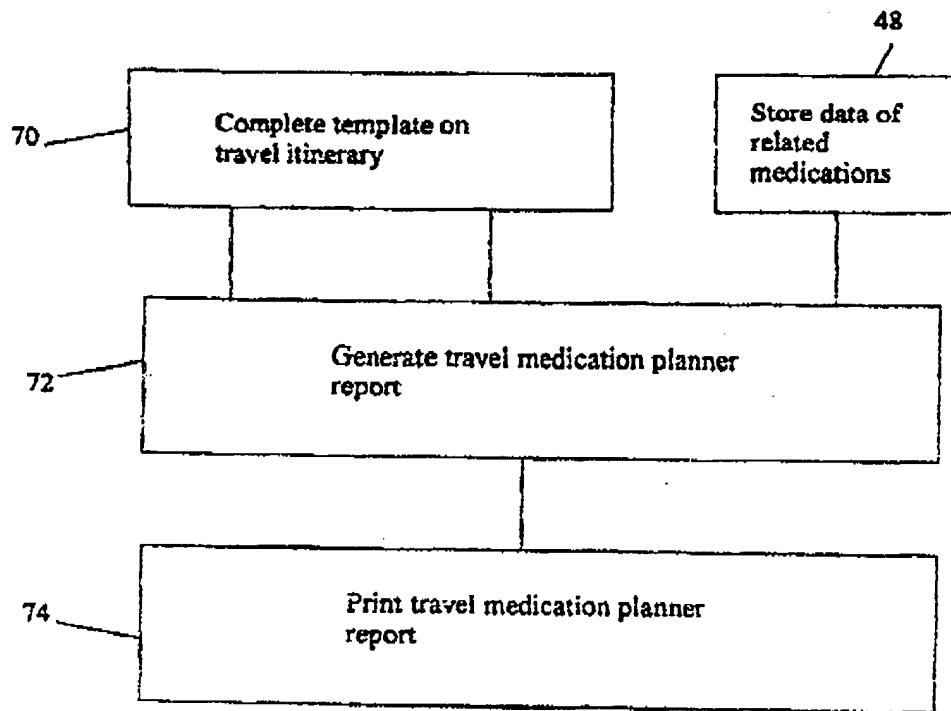 48
70
Complete template on
travel itinerary
Store data of
related
medications
72
Generate travel medication planner
report
74
Print travel medication planner
report